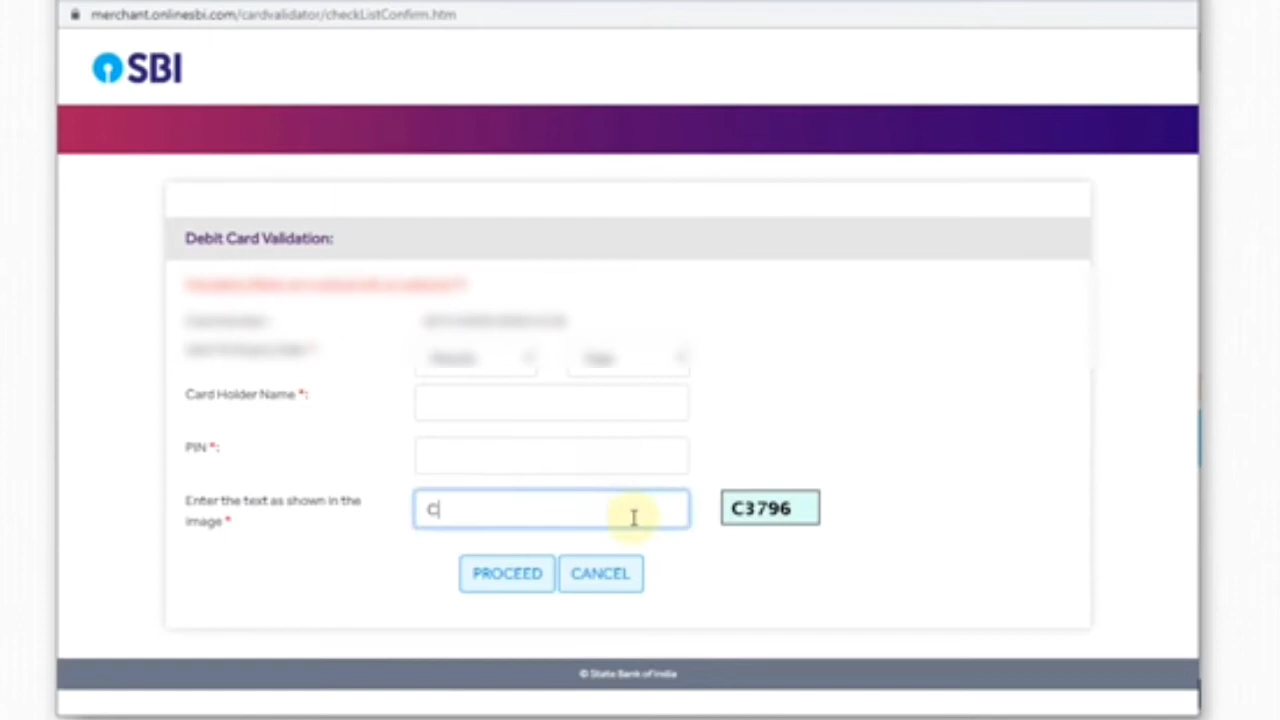 merchant.onlinesbi.com/cardvalidator/checkListConfirm.htm
SBI
Debit Card Validation:
Card Holder Name *:
PIN *:
Enter the text as shown in the
image *
C
C3796
PROCEED CANCEL
© State Bank of India